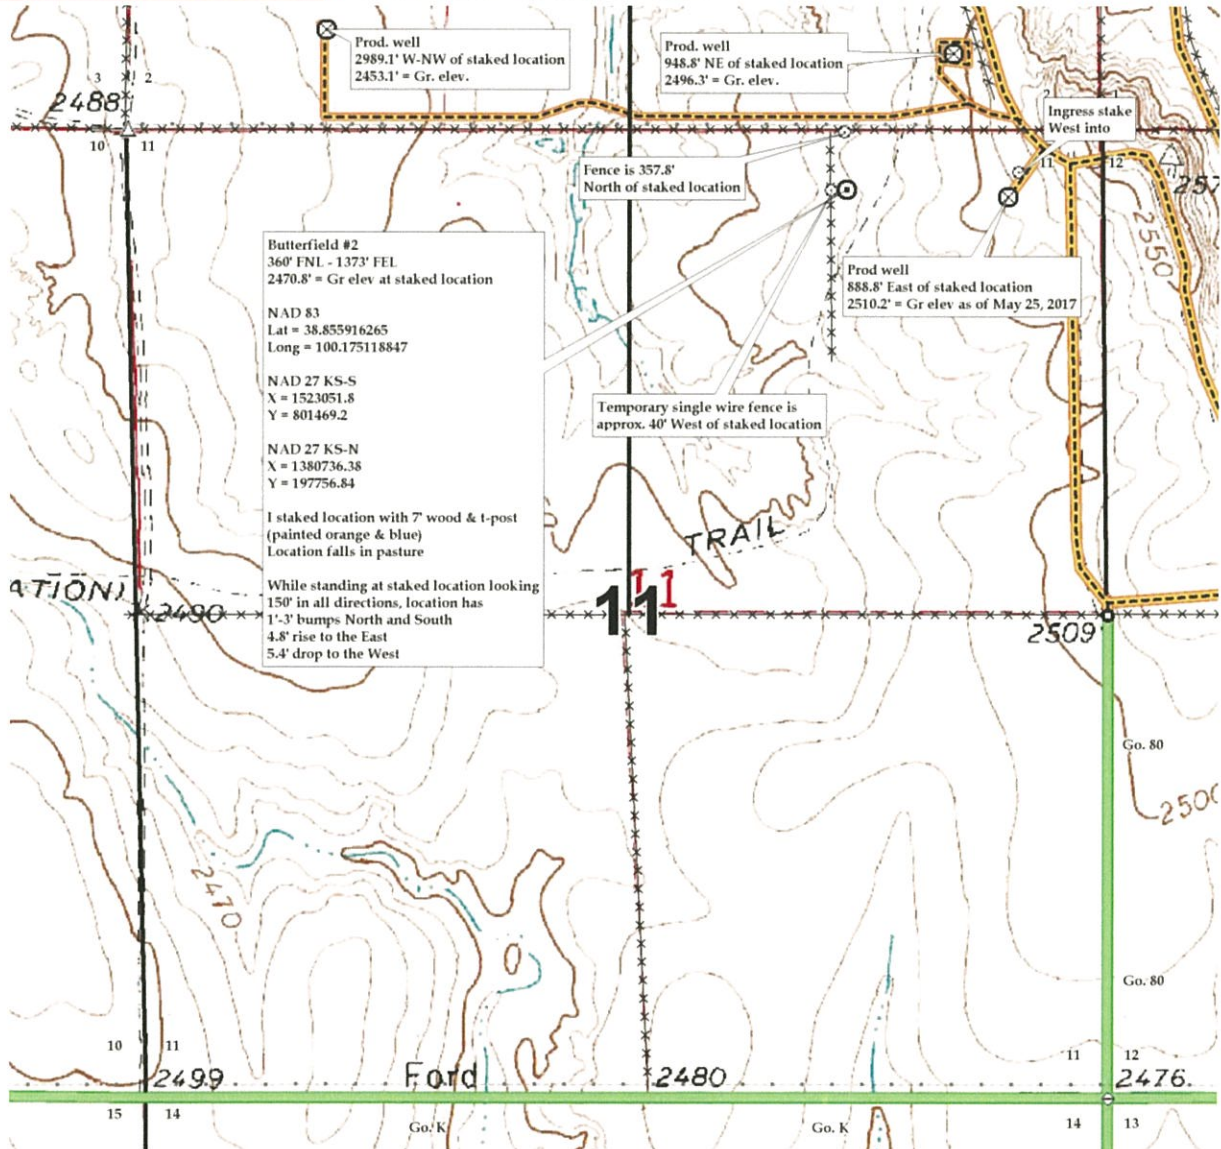 Prod. well
2989.1' W-NW of staked location
2453.1' = Gr. elev.
Prod. well
948.8' NE of staked location
2496.3' = Gr. elev.
3 2
2488
10 11
2
Ingress stake
West into
11 12
Fence is 357.8'
North of staked location
257
2550
Butterfield #2
360' FNL - 1373' FEL
2470.8' = Gr elev at staked location
NAD 83
Lat = 38.855916265
Long = 100.175118847
NAD 27 KS-S
X = 1523051.8
Y = 801469.2
NAD 27 KS-N
X = 1380736.38
Y = 197756.84
I staked location with 7' wood & t-post
(painted orange & blue)
Location falls in pasture
While standing at staked location looking
150' in all directions, location has
1'-3' bumps North and South
4.8' rise to the East
5.4' drop to the West
Prod well
888.8' East of staked location
2510.2' = Gr elev as of May 25, 2017
Temporary single wire fence is
approx. 40' West of staked location
TRAIL
ATION)
2490
11
11
2509
Go. 80
2500
2470
Go. 80
10 11
11 12
2499
Ford
2480
2476
15 14
Go. K
Go. K
14 13